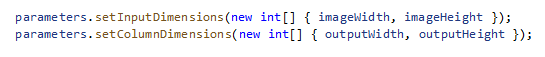 parameters.setInputDimensions(new int[] { imageWidth, imageHeight });
parameters.setColumnDimensions(new int[] { outputWidth, outputHeight });